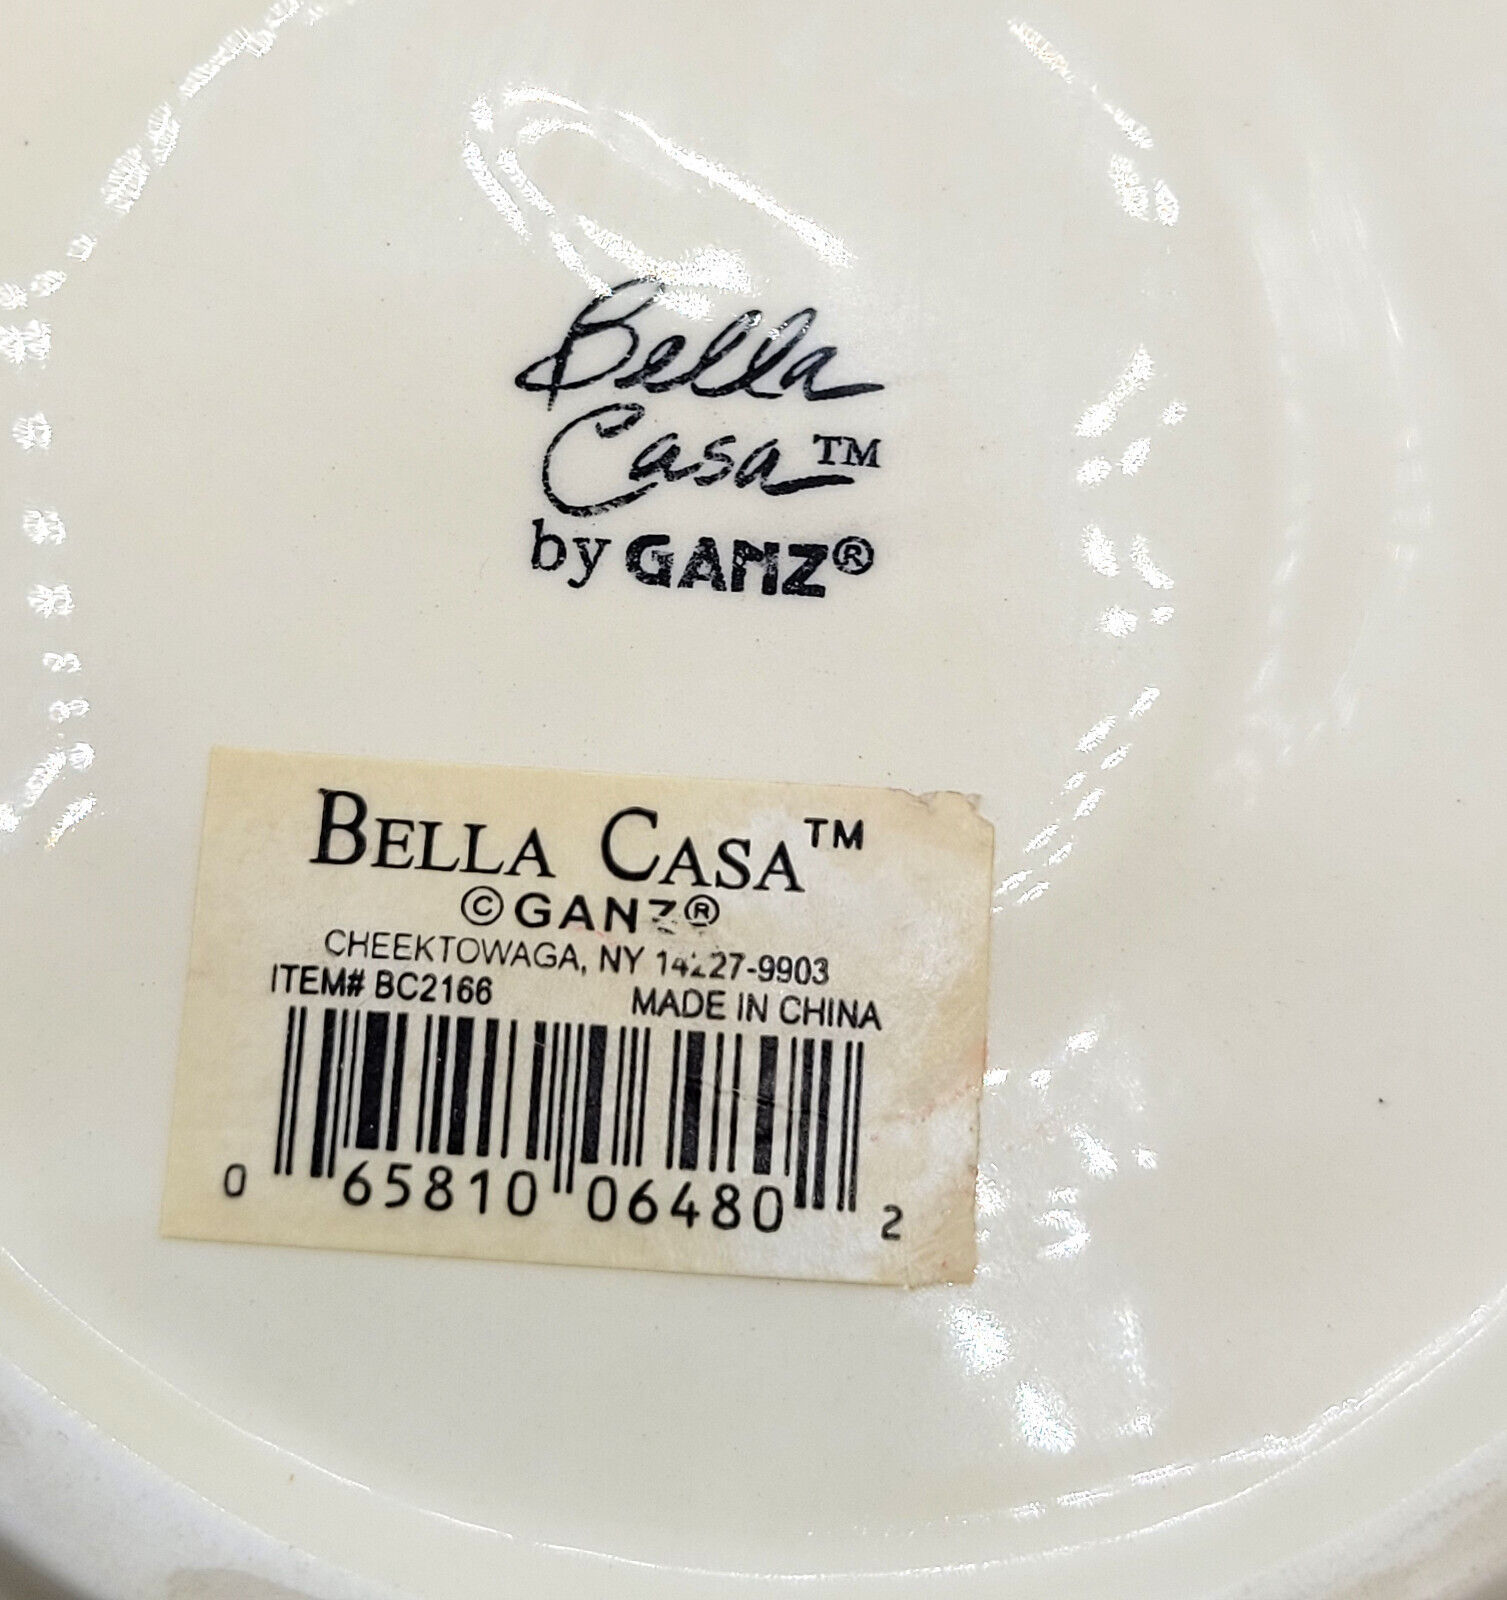 Bella
Casa™
by GANZ®
BELLA CASA™
©GANZ®
CHEEKTOWAGA, NY 14227-9903
ITEM# BC2166 MADE IN CHINA
0 65810 06480 2